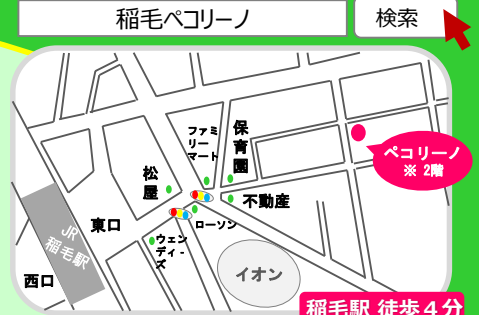 稲毛ペコリーノ
検索
ファミ
リー
マート
保
育
園
ペコリーノ
※ 2階
松
屋
不動産
東口
ローソン
JR
稲毛駅
ウェン
ディ-
ズ
イオン
西口
稲毛駅 徒歩４分